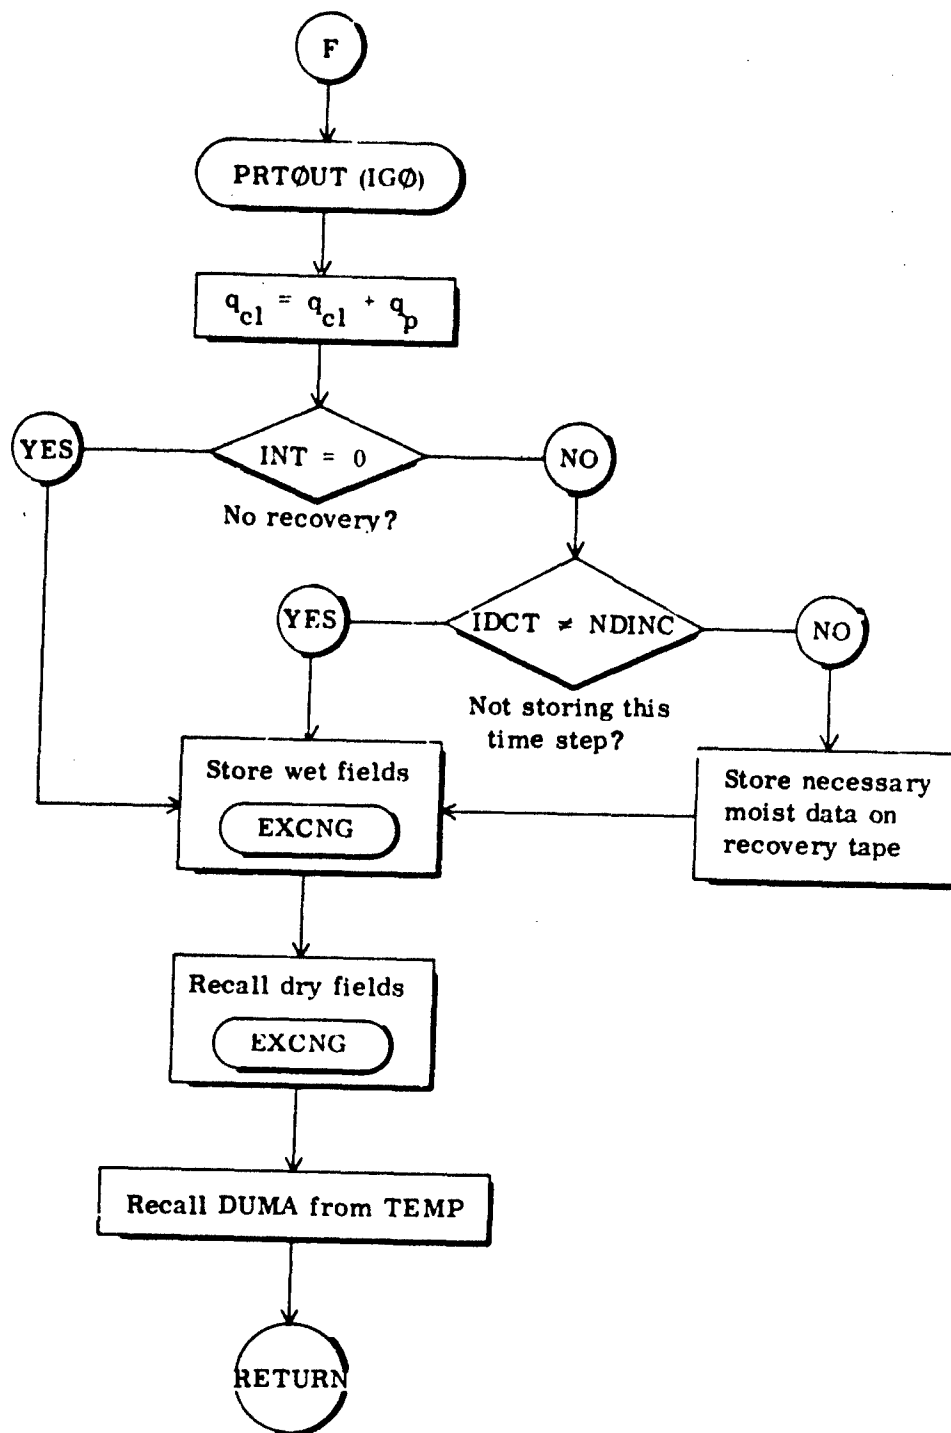 F
PRTØUT (IGØ)
q_cl = q_cl + q_p
YES
INT = 0
NO
No recovery?
YES
IDCT ≠ NDINC
NO
Not storing this
time step?
Store wet fields
EXCNG
Store necessary
moist data on
recovery tape
Recall dry fields
EXCNG
Recall DUMA from TEMP
RETURN